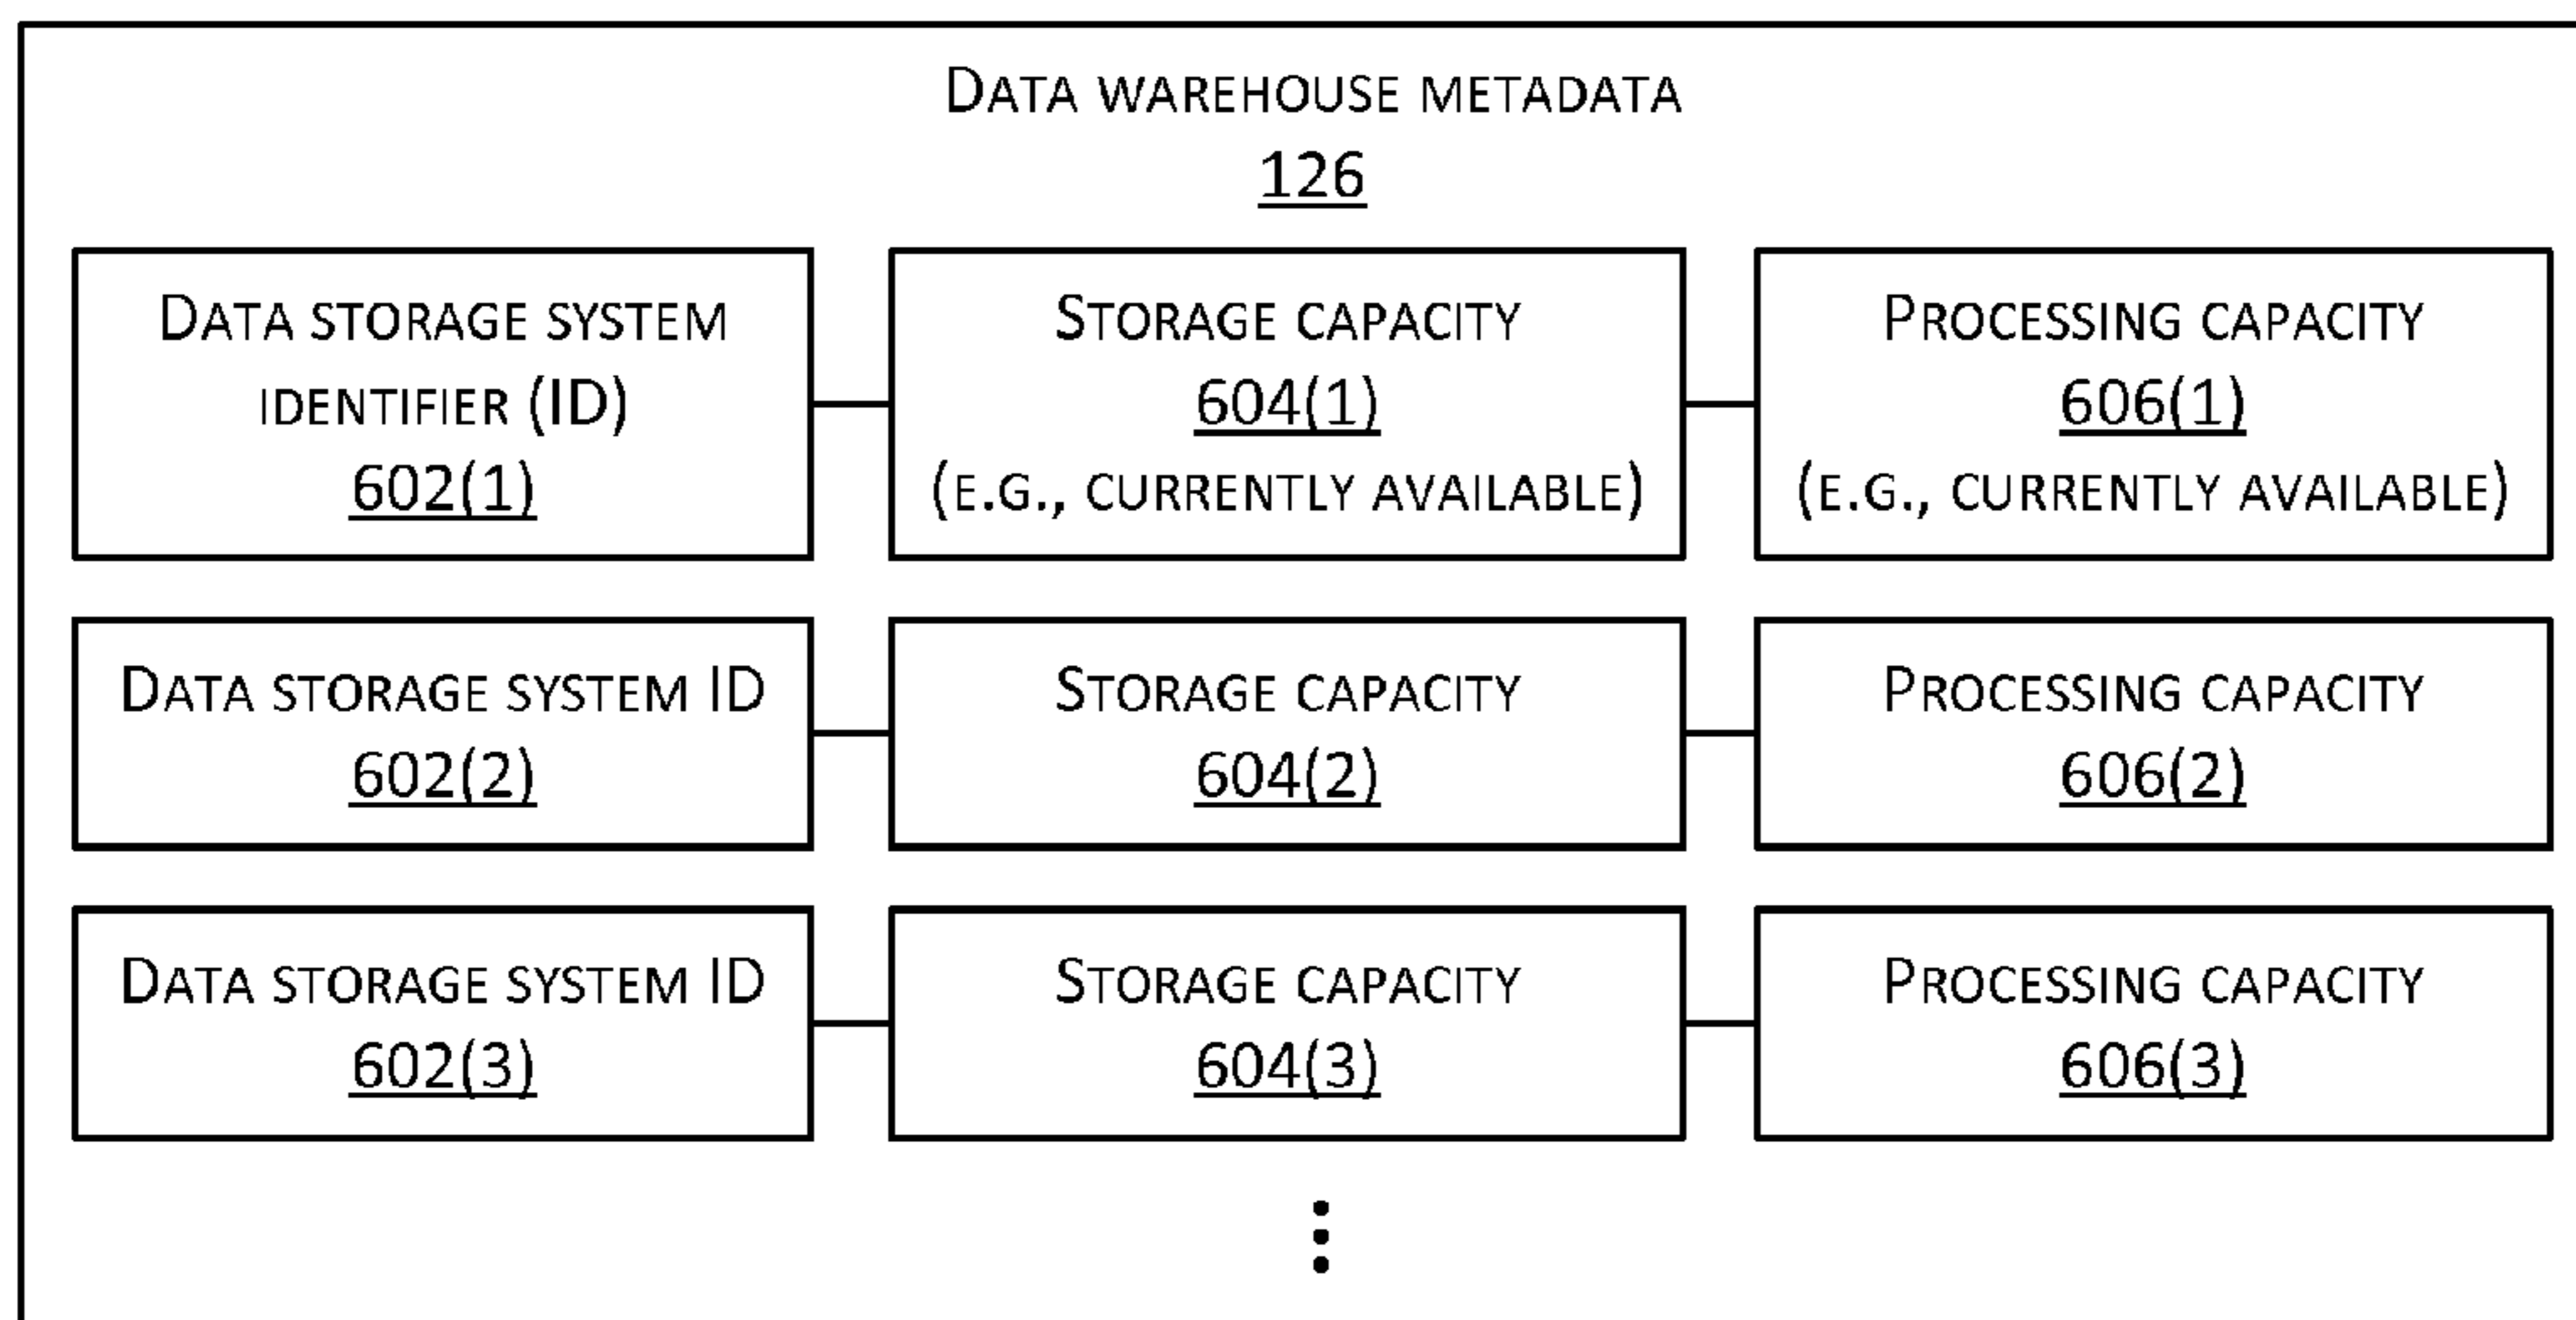 Data warehouse metadata
126
Data storage system
identifier (ID)
602(1)
Storage capacity
604(1)
(e.g., currently available)
Processing capacity
606(1)
(e.g., currently available)
Data storage system ID
602(2)
Storage capacity
604(2)
Processing capacity
606(2)
Data storage system ID
602(3)
Storage capacity
604(3)
Processing capacity
606(3)